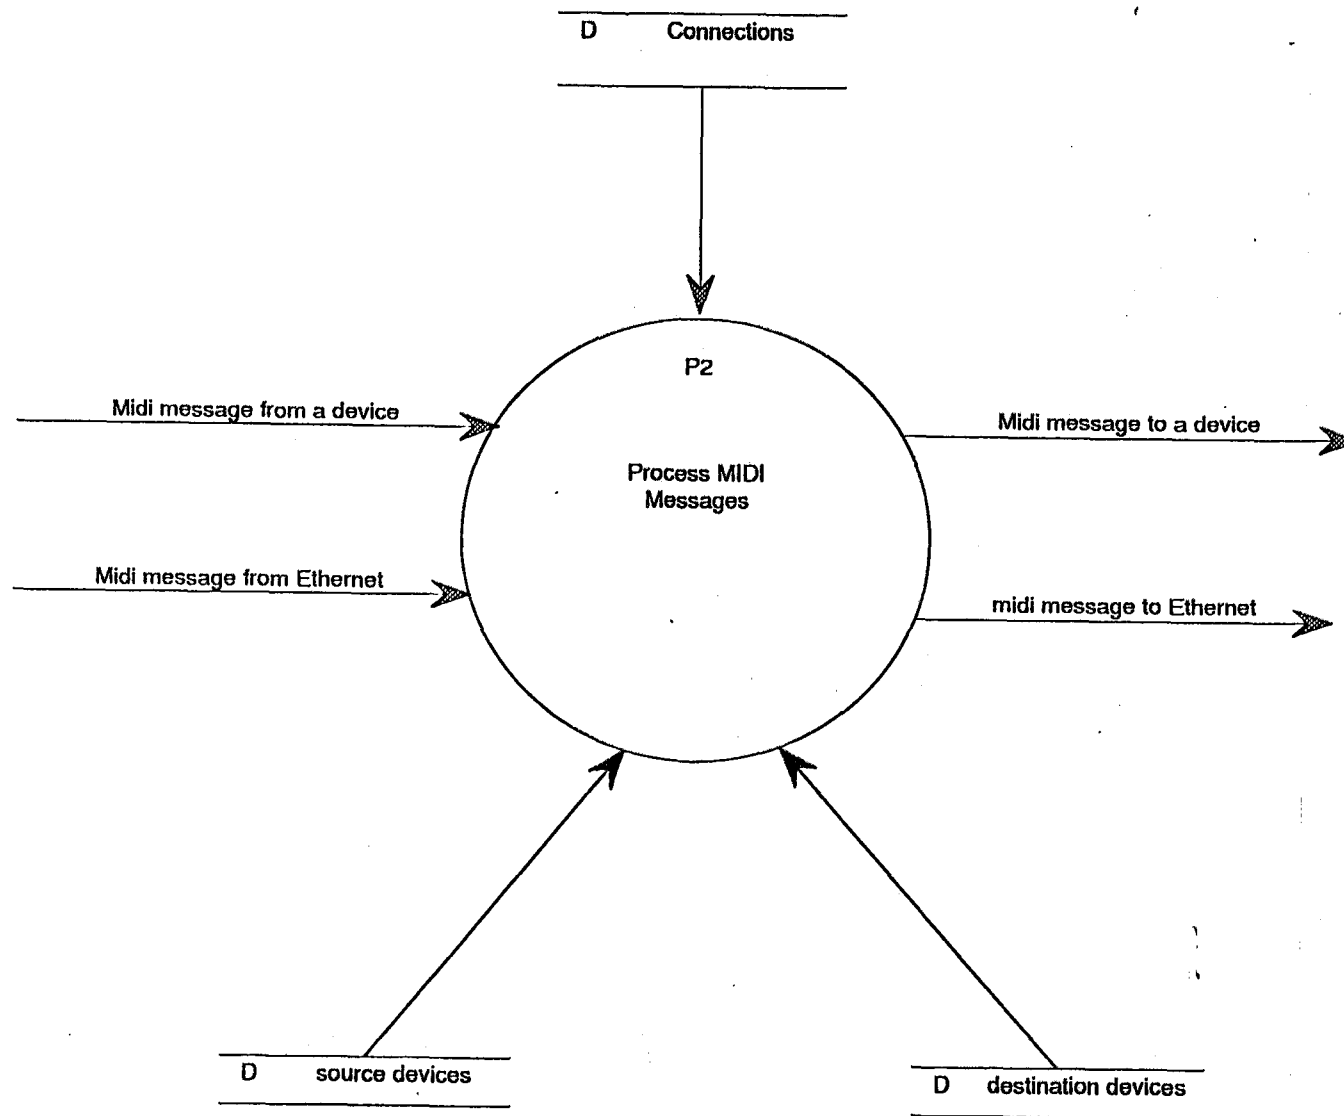 D Connections
P2
Midi message from a device
Midi message to a device
Process MIDI
Messages
Midi message from Ethernet
midi message to Ethernet
D source devices
D destination devices